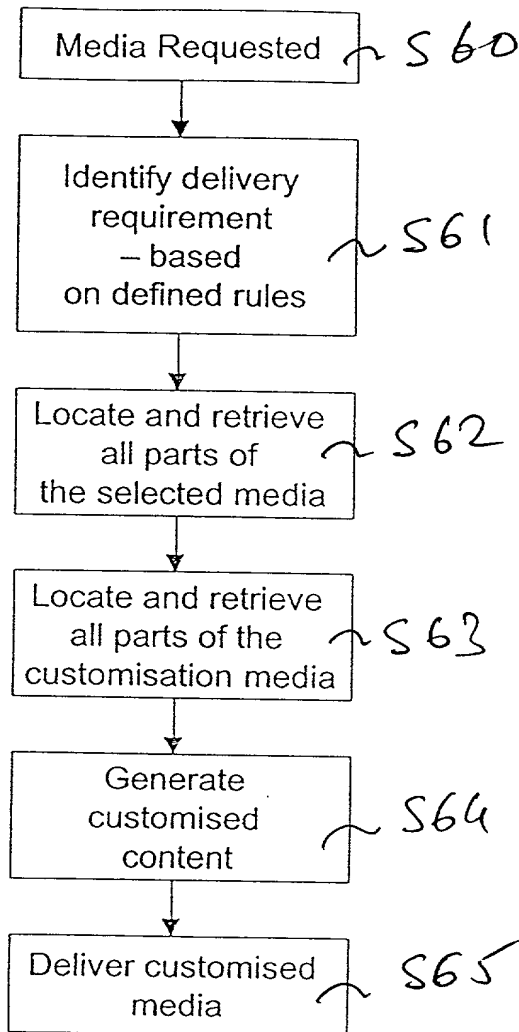 Media Requested S60
Identify delivery
requirement
– based
on defined rules
S61
Locate and retrieve
all parts of
the selected media
S62
Locate and retrieve
all parts of the
customisation media
S63
Generate
customised
content
S64
Deliver customised
media
S65